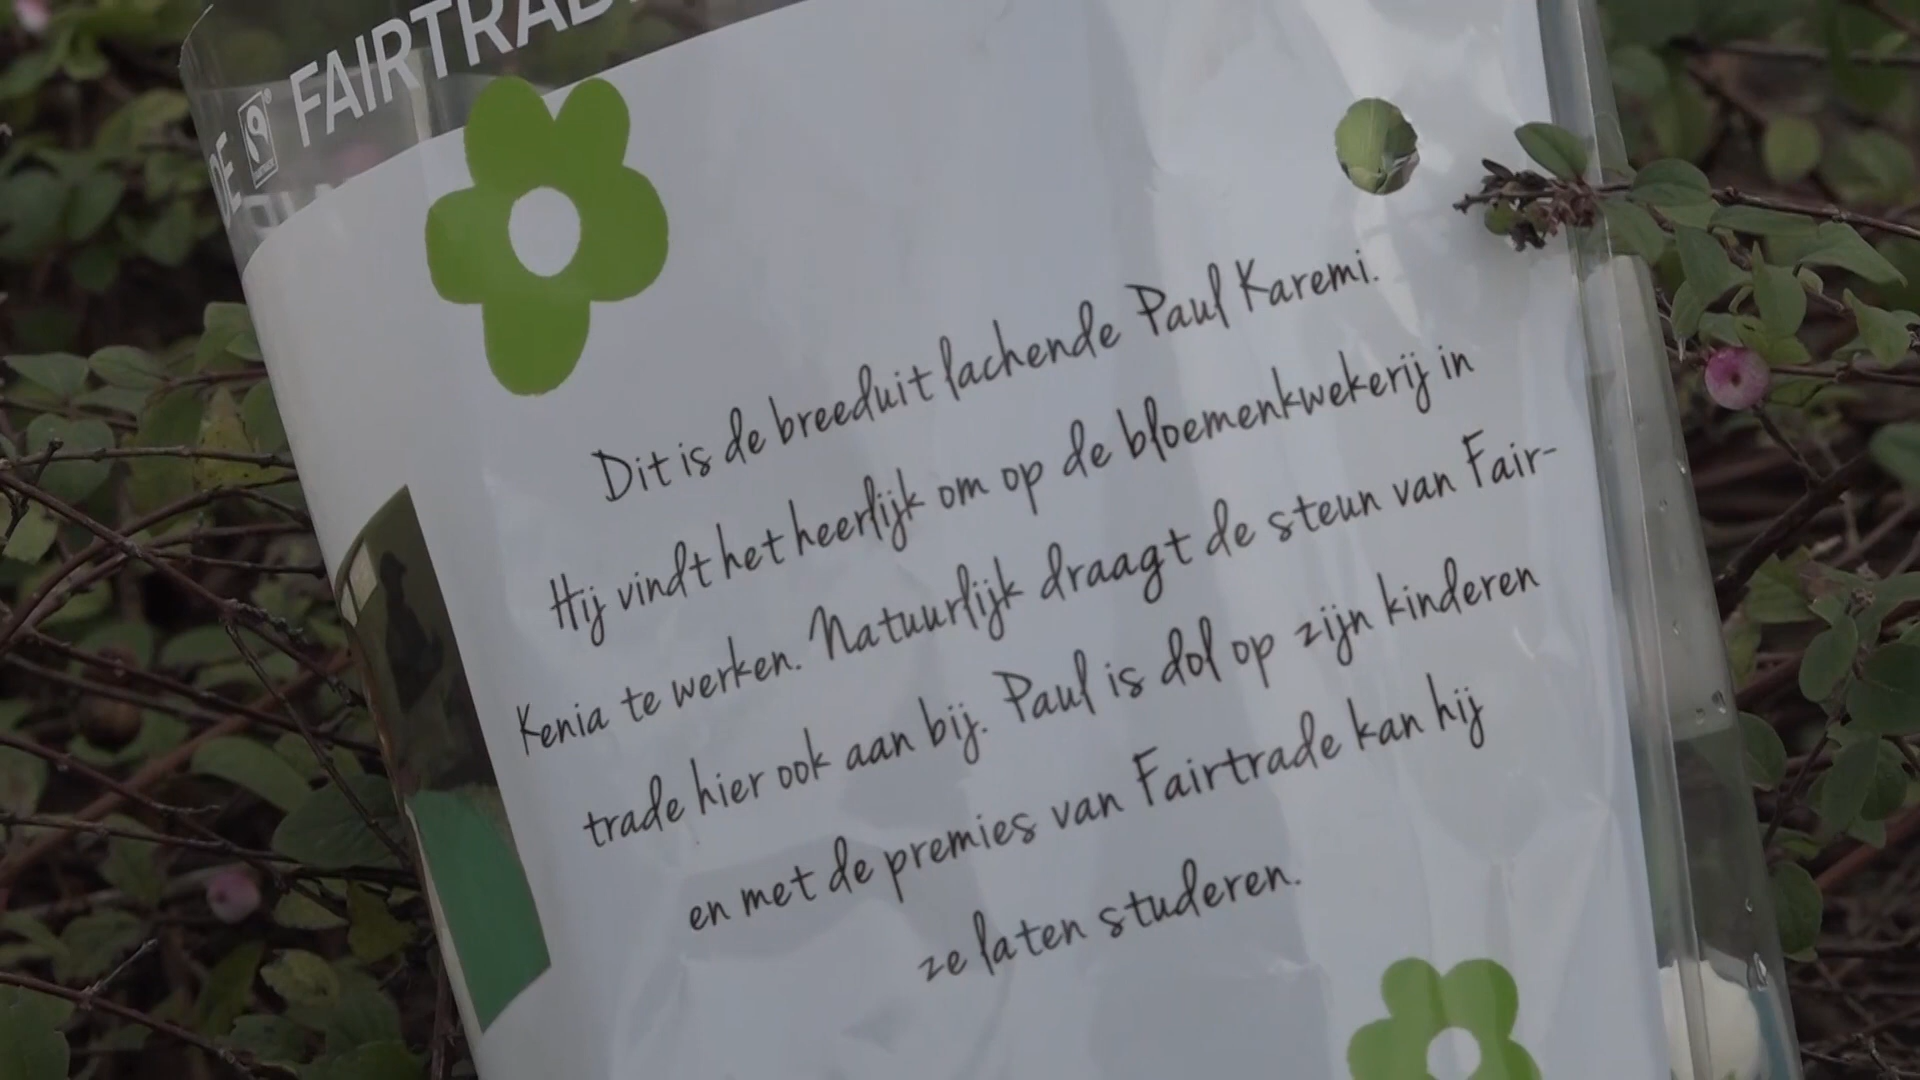 FAIRTRAD
Dit is de breeduit lachende Paul Karemi.
Hij vindt het heerlijk om op de bloemenkwekerij in
Kenia te werken. Natuurlijk draagt de steun van Fair-
trade hier ook aan bij. Paul is dol op zijn kinderen
en met de premies van Fairtrade kan hij
ze laten studeren.